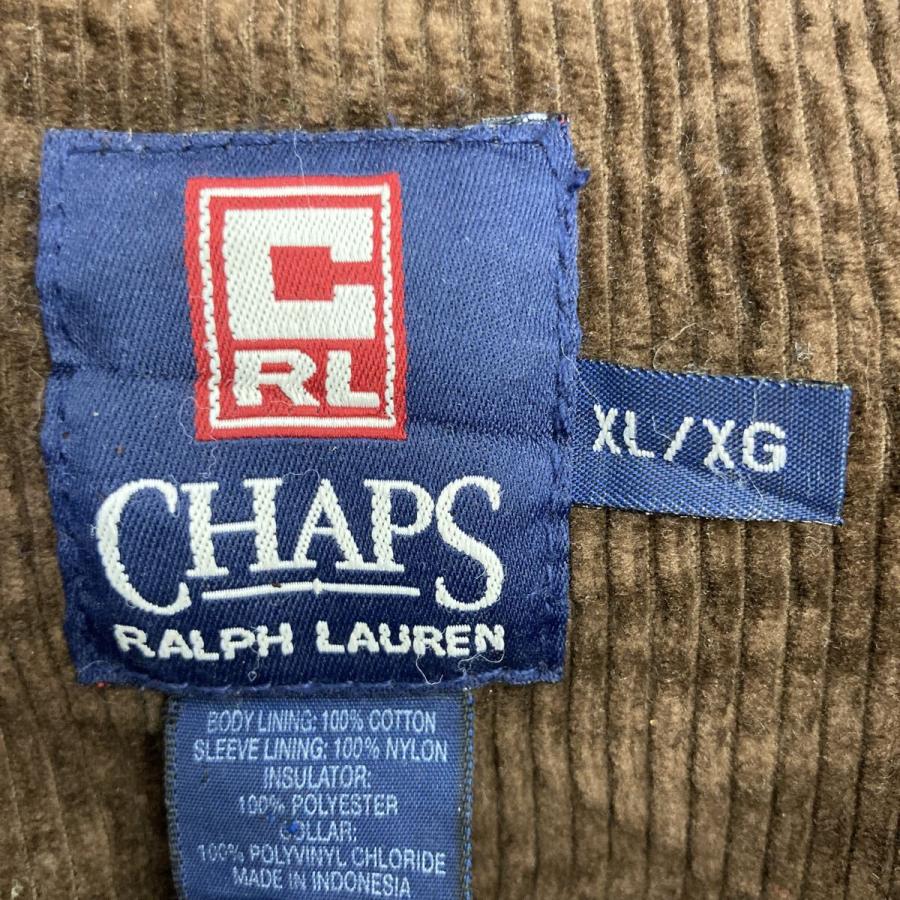 C
RL
CHAPS
RALPH LAUREN
XL/XG
BODY LINING: 100% COTTON
SLEEVE LINING: 100% NYLON
INSULATOR:
100% POLYESTER
COLLAR:
100% POLYVINYL CHLORIDE
MADE IN INDONESIA